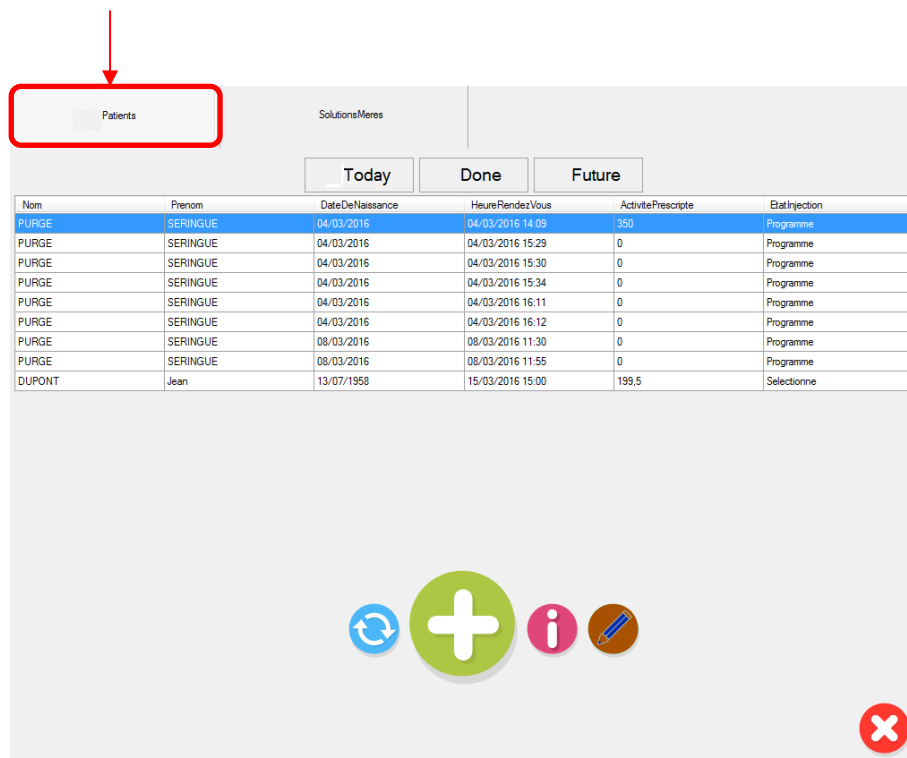 Patients SolutionsMeres
Today Done Future
Nom Prenom DateDeNaissance HeureRendezVous ActivitePrescripte EtatInjection
PURGE SERINGUE 04/03/2016 04/03/2016 14:09 350 Programme
PURGE SERINGUE 04/03/2016 04/03/2016 15:29 0 Programme
PURGE SERINGUE 04/03/2016 04/03/2016 15:30 0 Programme
PURGE SERINGUE 04/03/2016 04/03/2016 15:34 0 Programme
PURGE SERINGUE 04/03/2016 04/03/2016 16:11 0 Programme
PURGE SERINGUE 04/03/2016 04/03/2016 16:12 0 Programme
PURGE SERINGUE 08/03/2016 08/03/2016 11:30 0 Programme
PURGE SERINGUE 08/03/2016 08/03/2016 11:55 0 Programme
DUPONT Jean 13/07/1958 15/03/2016 15:00 199,5 Selectionne